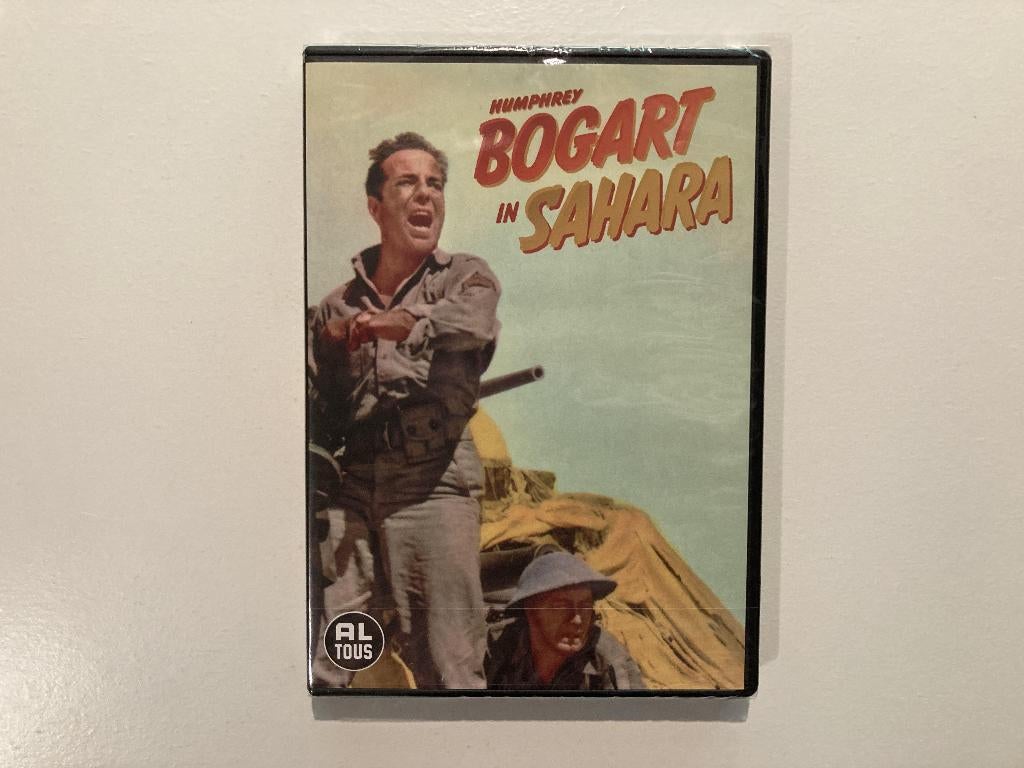 HUMPHREY
BOGART
IN SAHARA
AL
TOUS